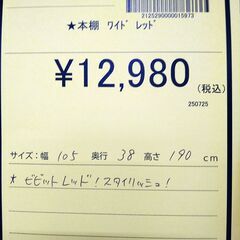 2125290000015973
★本棚 ﾜｲﾄﾞ ﾚｯﾄﾞ
¥12,980
(税込)
250725
サイズ:幅 105 奥行 38 高さ 190 cm
★ ビビットレッド!スタイリッシュ!